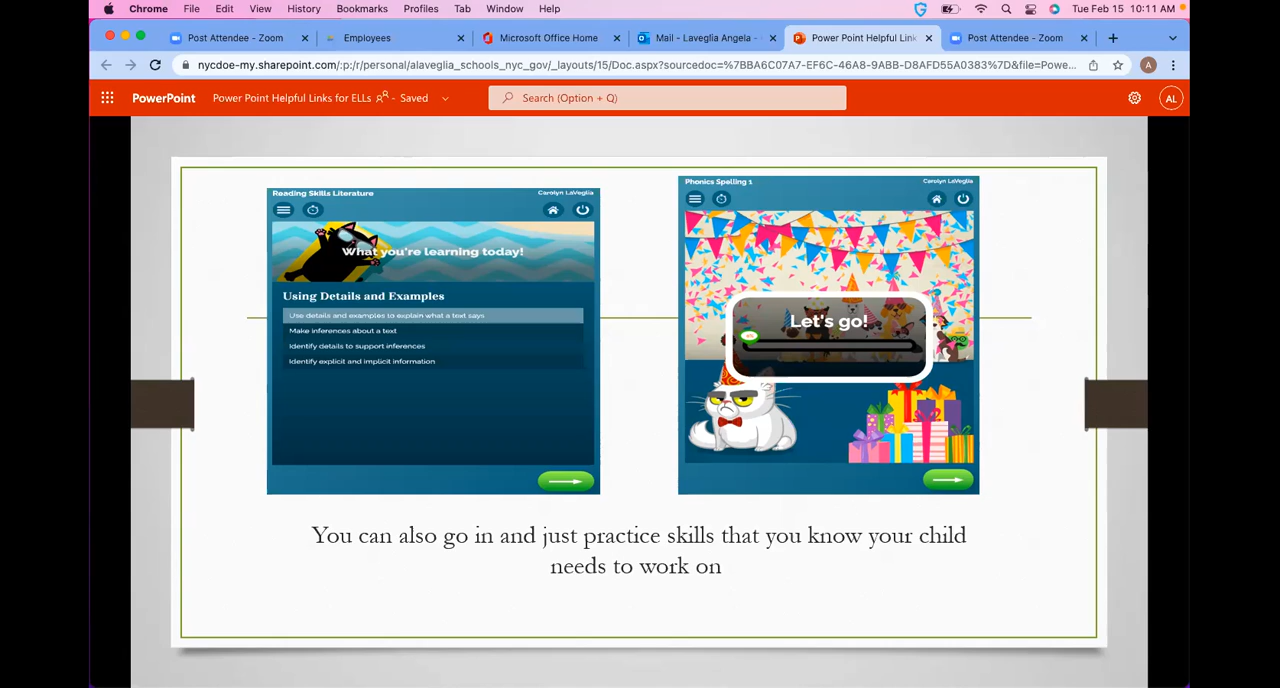 Chrome File Edit View History Bookmarks Profiles Tab Window Help Tue Feb 15 10:11 AM
Post Attendee - Zoom Employees Microsoft Office Home Mail - Laveglia Angela - Power Point Helpful Link Post Attendee - Zoom
nycdoe-my.sharepoint.com/:p:/r/personal/alaveglia_schools_nyc_gov/_layouts/15/Doc.aspx?sourcedoc=%7BBA6C07A7-EF6C-46A8-9ABB-D8AFD55A0383%7D&file=Powe... A
PowerPoint Power Point Helpful Links for ELLs - Saved Search (Option + Q) AL
Reading Skills Literature Carolyn LaVeglia
What you're learning today!
Using Details and Examples
Use details and examples to explain what a text says
Make inferences about a text
Identify details to support inferences
Identify explicit and implicit information
Phonics Spelling 1 Carolyn LaVeglia
Let's go!
You can also go in and just practice skills that you know your child
needs to work on